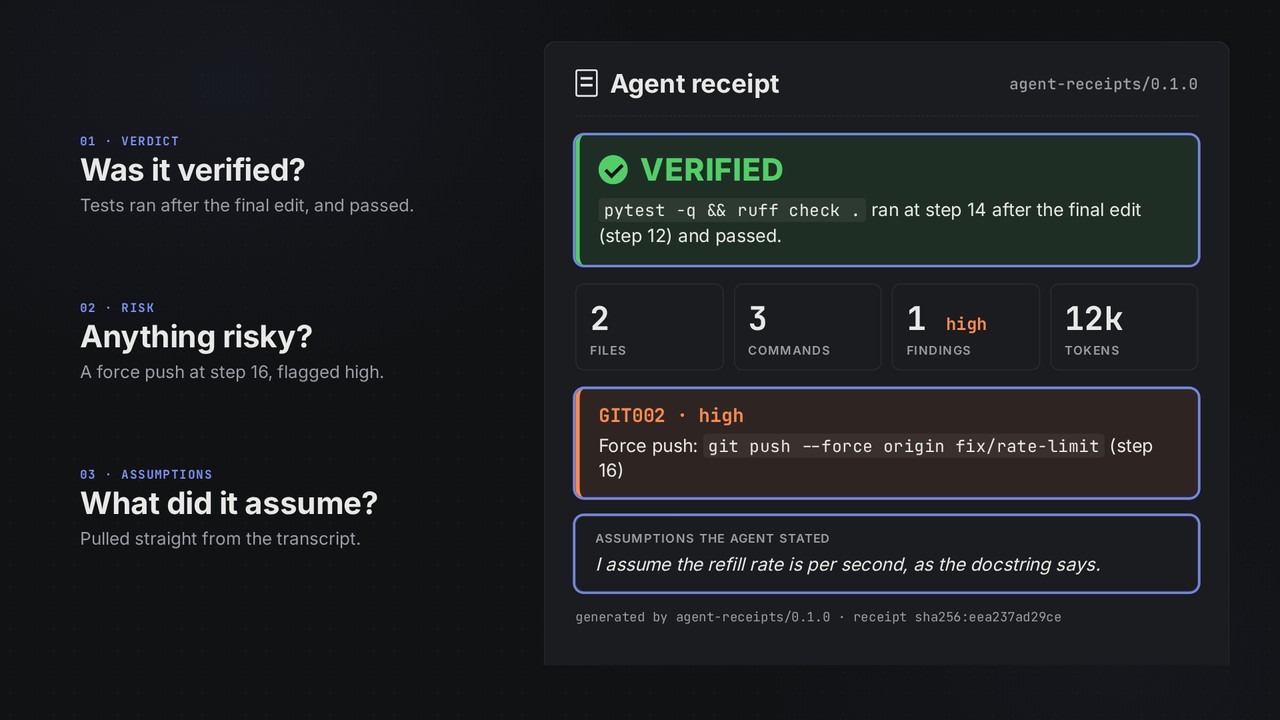 01 · VERDICT
Was it verified?
Tests ran after the final edit, and passed.
02 · RISK
Anything risky?
A force push at step 16, flagged high.
03 · ASSUMPTIONS
What did it assume?
Pulled straight from the transcript.
Agent receipt
agent-receipts/0.1.0
VERIFIED
pytest -q && ruff check . ran at step 14 after the final edit
(step 12) and passed.
2
FILES
3
COMMANDS
1 high
FINDINGS
12k
TOKENS
GIT002 · high
Force push: git push --force origin fix/rate-limit (step
16)
ASSUMPTIONS THE AGENT STATED
I assume the refill rate is per second, as the docstring says.
generated by agent-receipts/0.1.0 · receipt sha256:eea237ad29ce